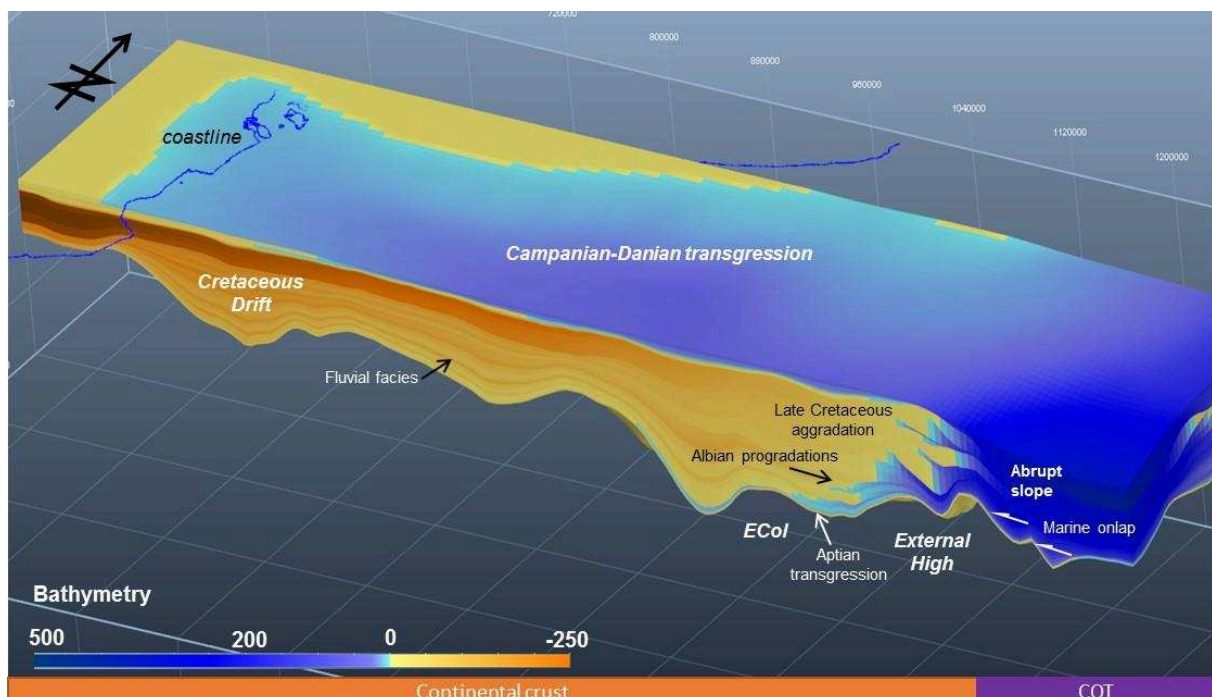 720000
800000
880000
960000
1040000
1120000
1200000
coastline
Campanian-Danian transgression
Cretaceous
Drift
Fluvial facies
Late Cretaceous
aggradation
Albian progradations
Abrupt
slope
Marine onlap
ECol
External
High
Aptian
transgression
Bathymetry
500 200 0 -250
Continental crust COT